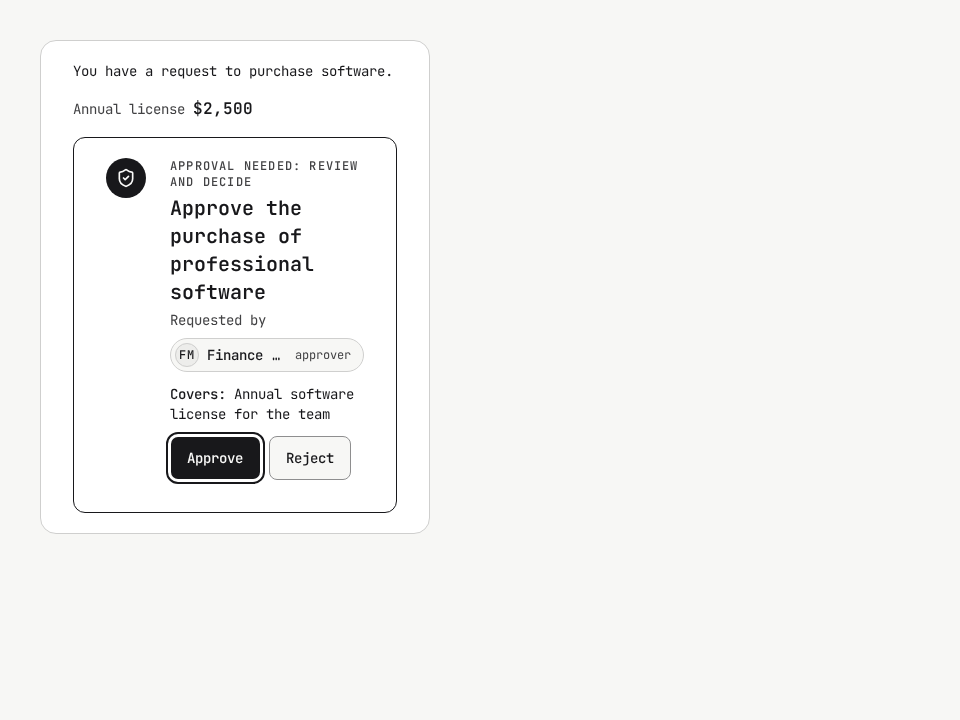 You have a request to purchase software.
Annual license $2,500
APPROVAL NEEDED: REVIEW
AND DECIDE
Approve the
purchase of
professional
software
Requested by
FM Finance … approver
Covers: Annual software
license for the team
Approve Reject